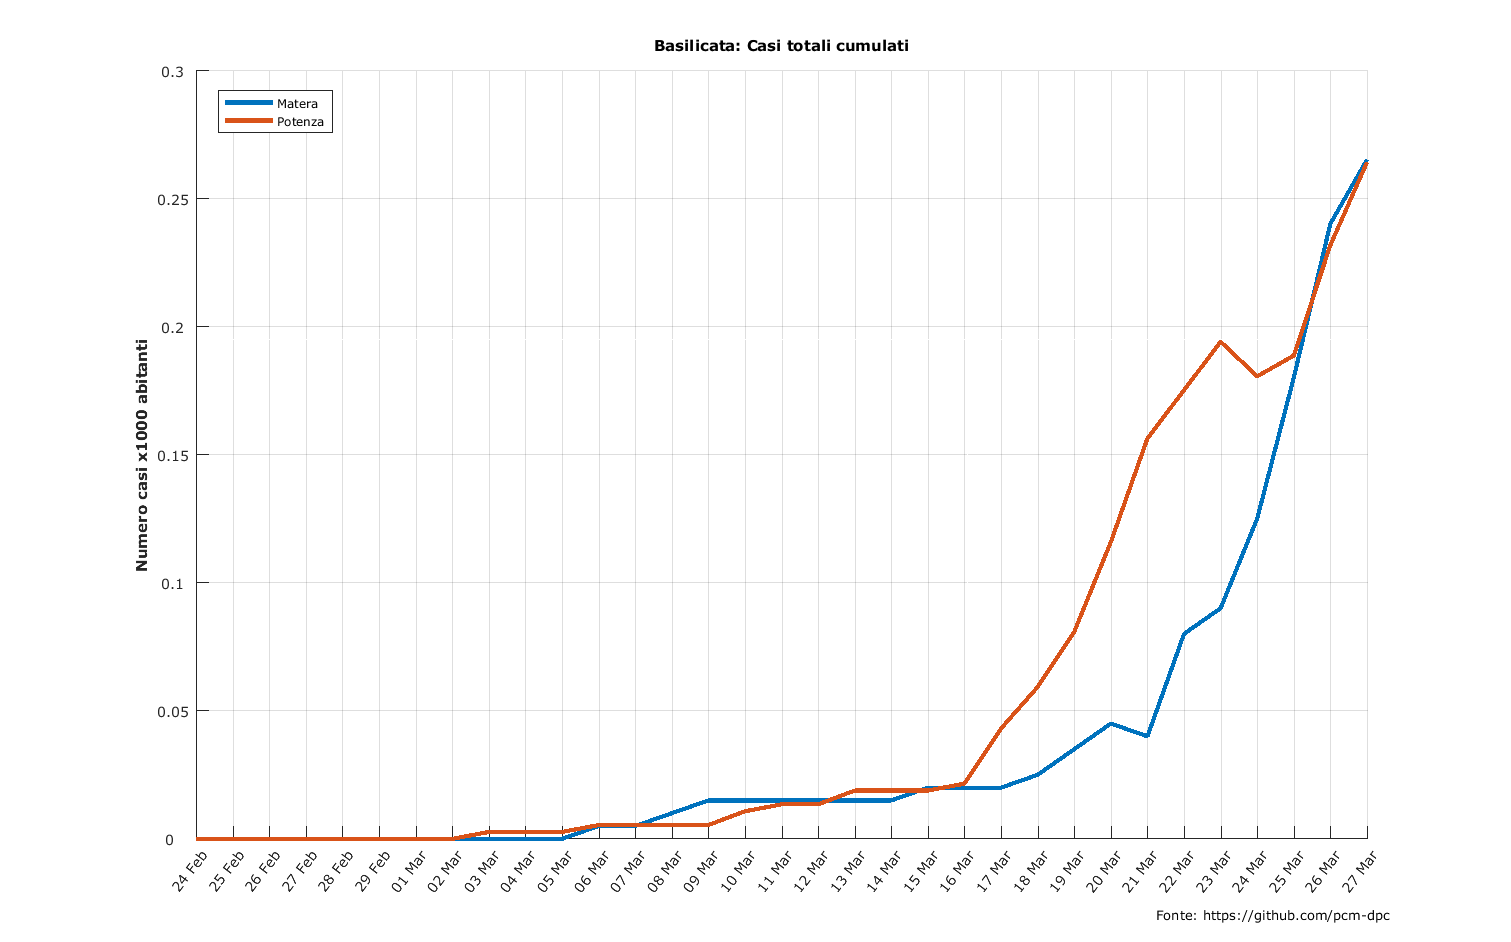 Basilicata: Casi totali cumulati
0.3
0.25
0.2
0.15
0.1
0.05
0
Numero casi x1000 abitanti
Matera
Potenza
24 Feb
25 Feb
26 Feb
27 Feb
28 Feb
29 Feb
01 Mar
02 Mar
03 Mar
04 Mar
05 Mar
06 Mar
07 Mar
08 Mar
09 Mar
10 Mar
11 Mar
12 Mar
13 Mar
14 Mar
15 Mar
16 Mar
17 Mar
18 Mar
19 Mar
20 Mar
21 Mar
22 Mar
23 Mar
24 Mar
25 Mar
26 Mar
27 Mar
Fonte: https://github.com/pcm-dpc